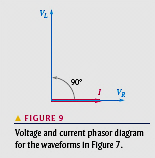 V_L
90°
I
V_R
▲ FIGURE 9
Voltage and current phasor diagram
for the waveforms in Figure 7.